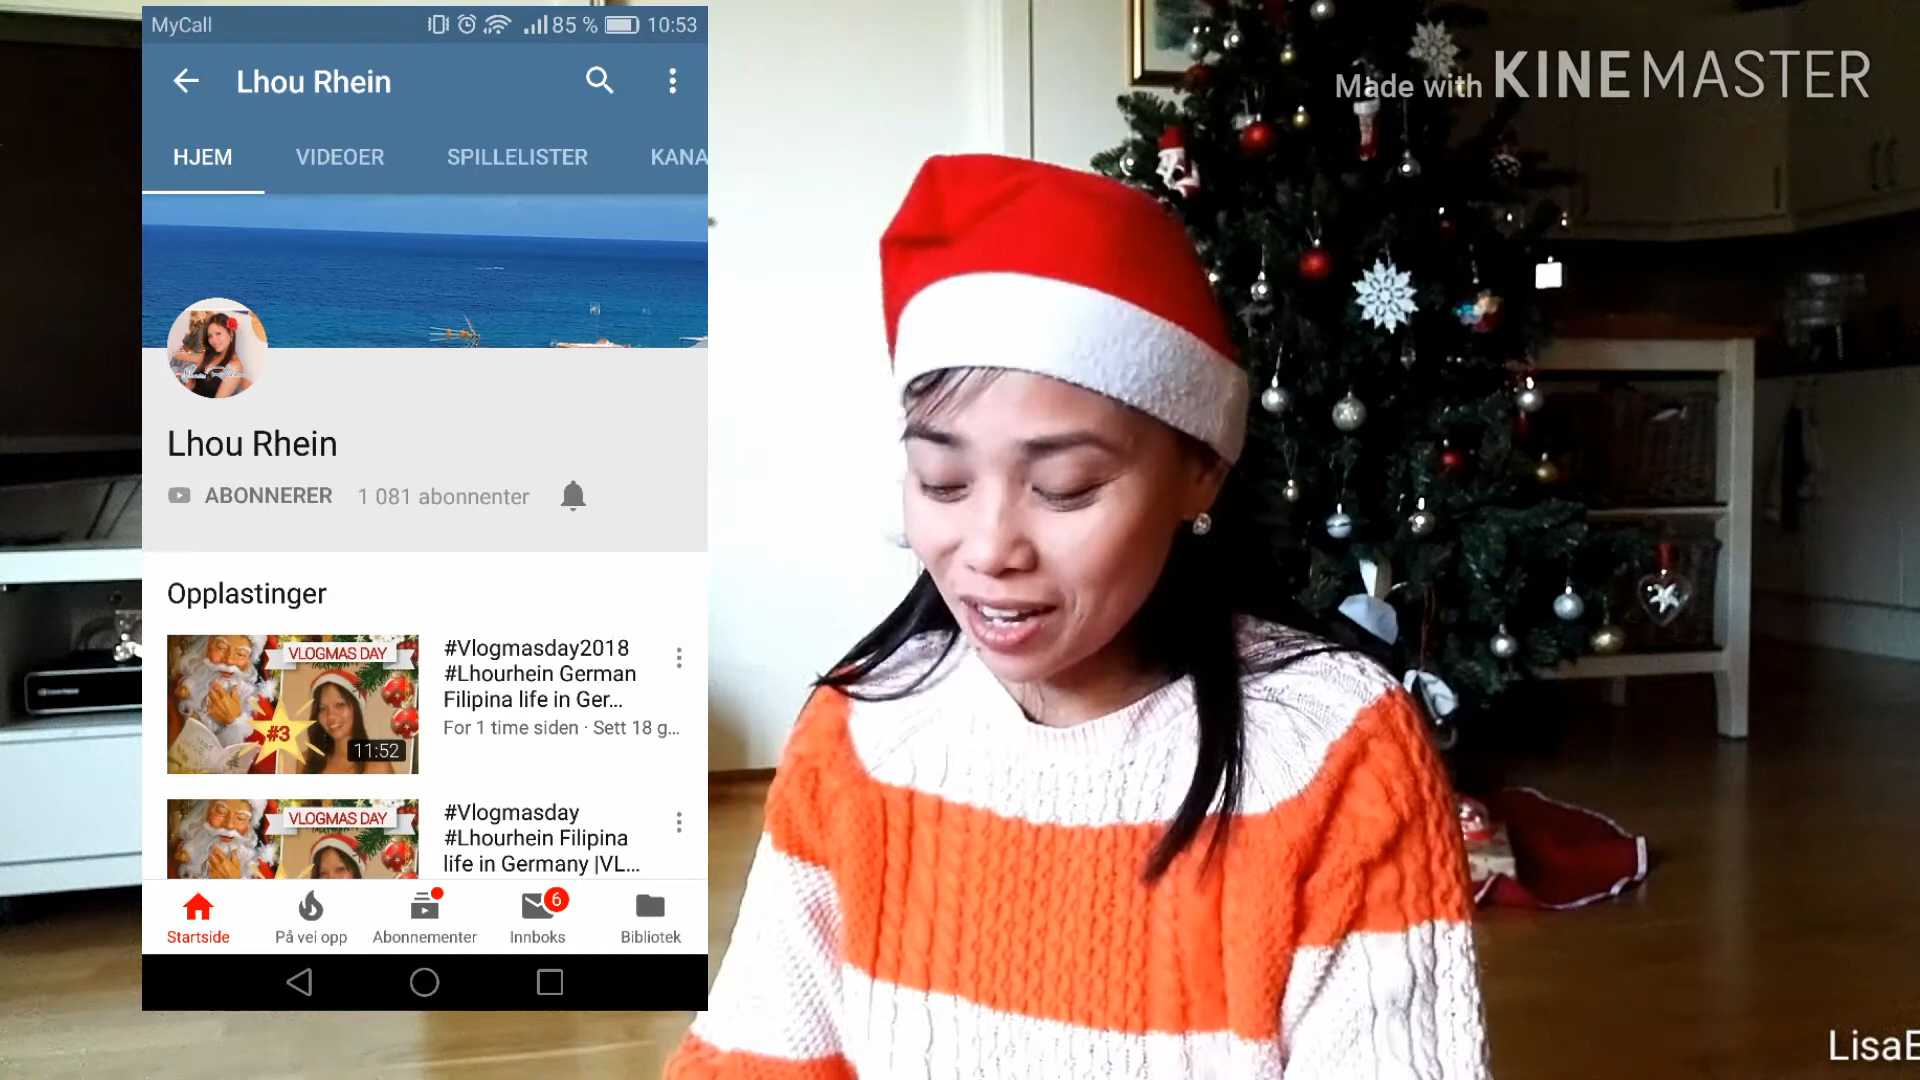 MyCall
85 %
10:53
Lhou Rhein
HJEM VIDEOER SPILLELISTER KANA
Lhou Rhein
ABONNERER 1 081 abonnenter
Opplastinger
VLOGMAS DAY
#3
11:52
#Vlogmasday2018
#Lhourhein German
Filipina life in Ger...
For 1 time siden · Sett 18 g...
VLOGMAS DAY
#Vlogmasday
#Lhourhein Filipina
life in Germany |VL...
6
Startside På vei opp Abonnementer Innboks Bibliotek
Made with KINEMASTER
LisaE